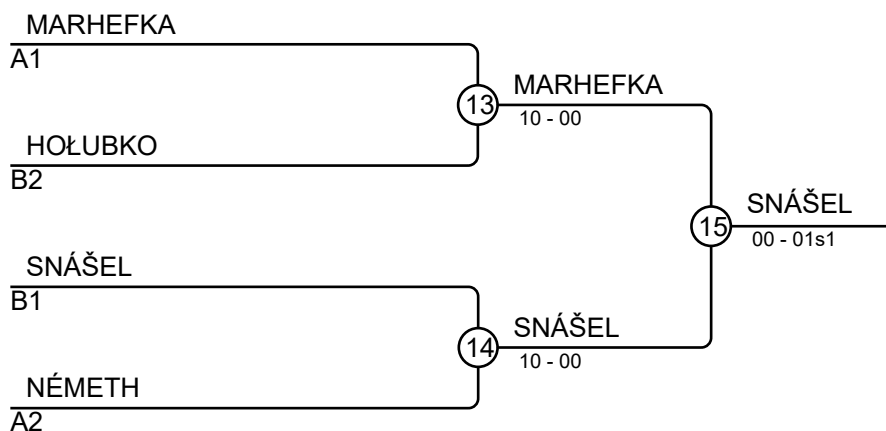 MARHEFKA
A1
13
MARHEFKA
10 - 00
HOŁUBKO
B2
15
SNÁŠEL
00 - 01s1
SNÁŠEL
B1
14
SNÁŠEL
10 - 00
NÉMETH
A2